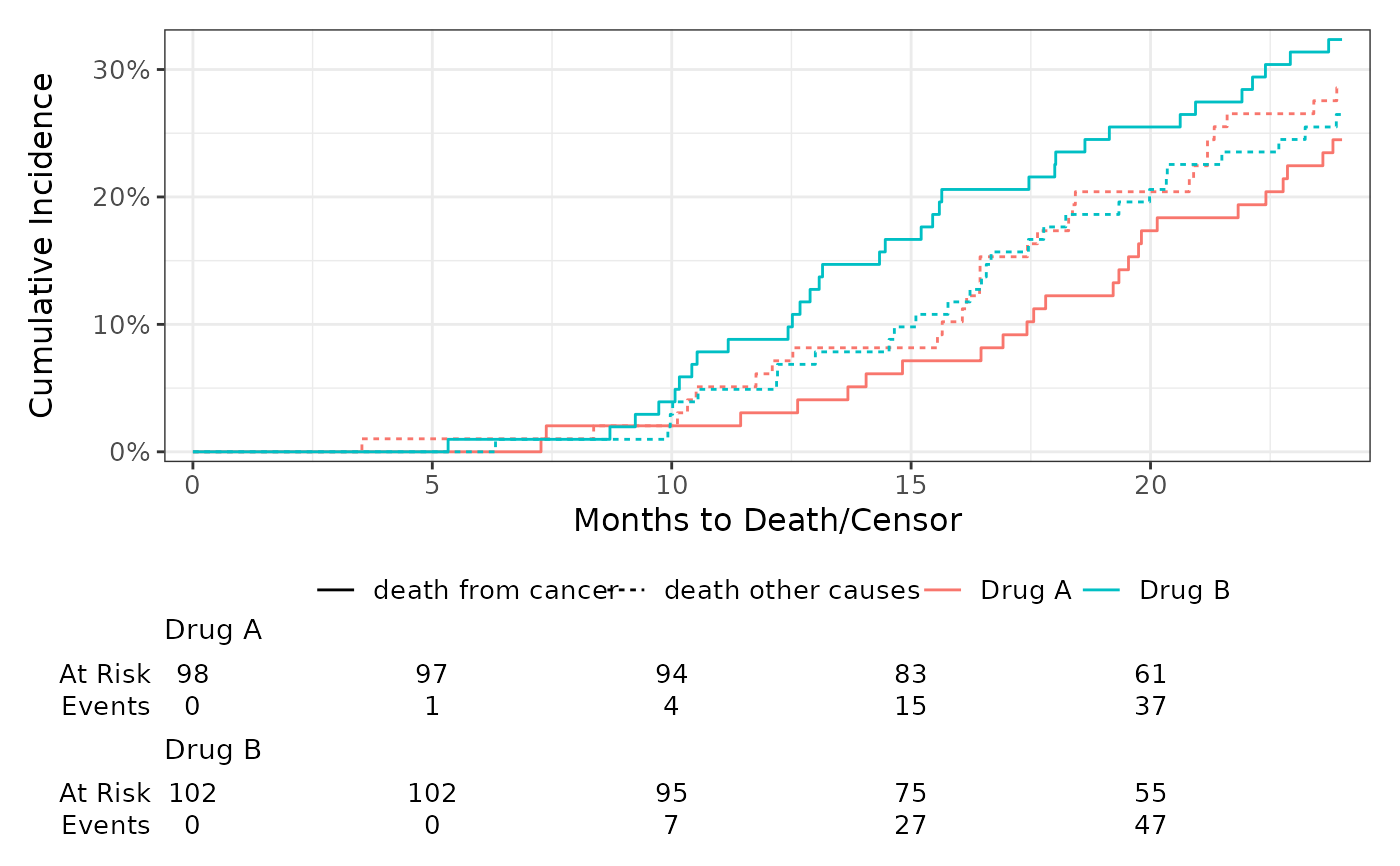 30%
20%
10%
0%
Cumulative Incidence
0 5 10 15 20
Months to Death/Censor
death from cancer death other causes Drug A Drug B
Drug A
At Risk 98 97 94 83 61
Events 0 1 4 15 37
Drug B
At Risk 102 102 95 75 55
Events 0 0 7 27 47